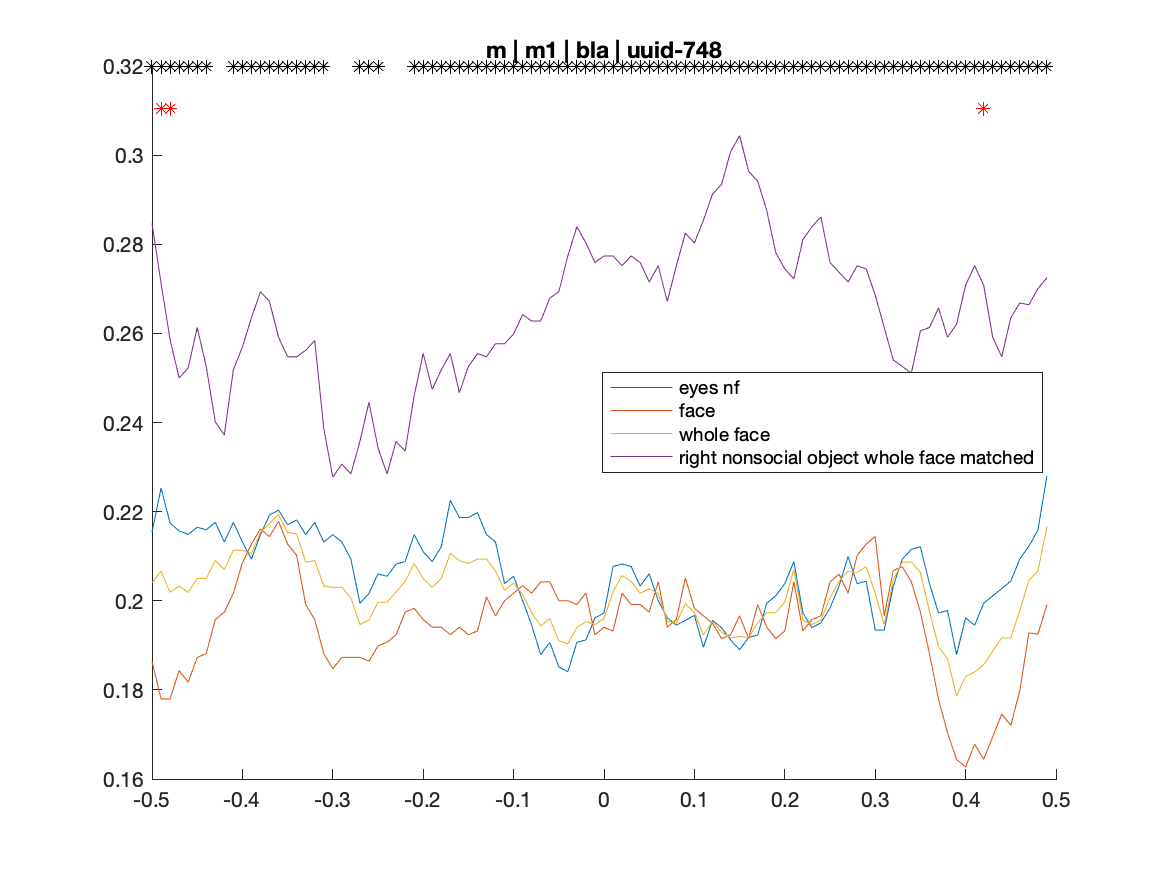 m | m1 | bla | uuid-748
0.32
0.3
0.28
0.26
0.24
0.22
0.2
0.18
0.16
eyes nf
face
whole face
right nonsocial object whole face matched
-0.5 -0.4 -0.3 -0.2 -0.1 0 0.1 0.2 0.3 0.4 0.5